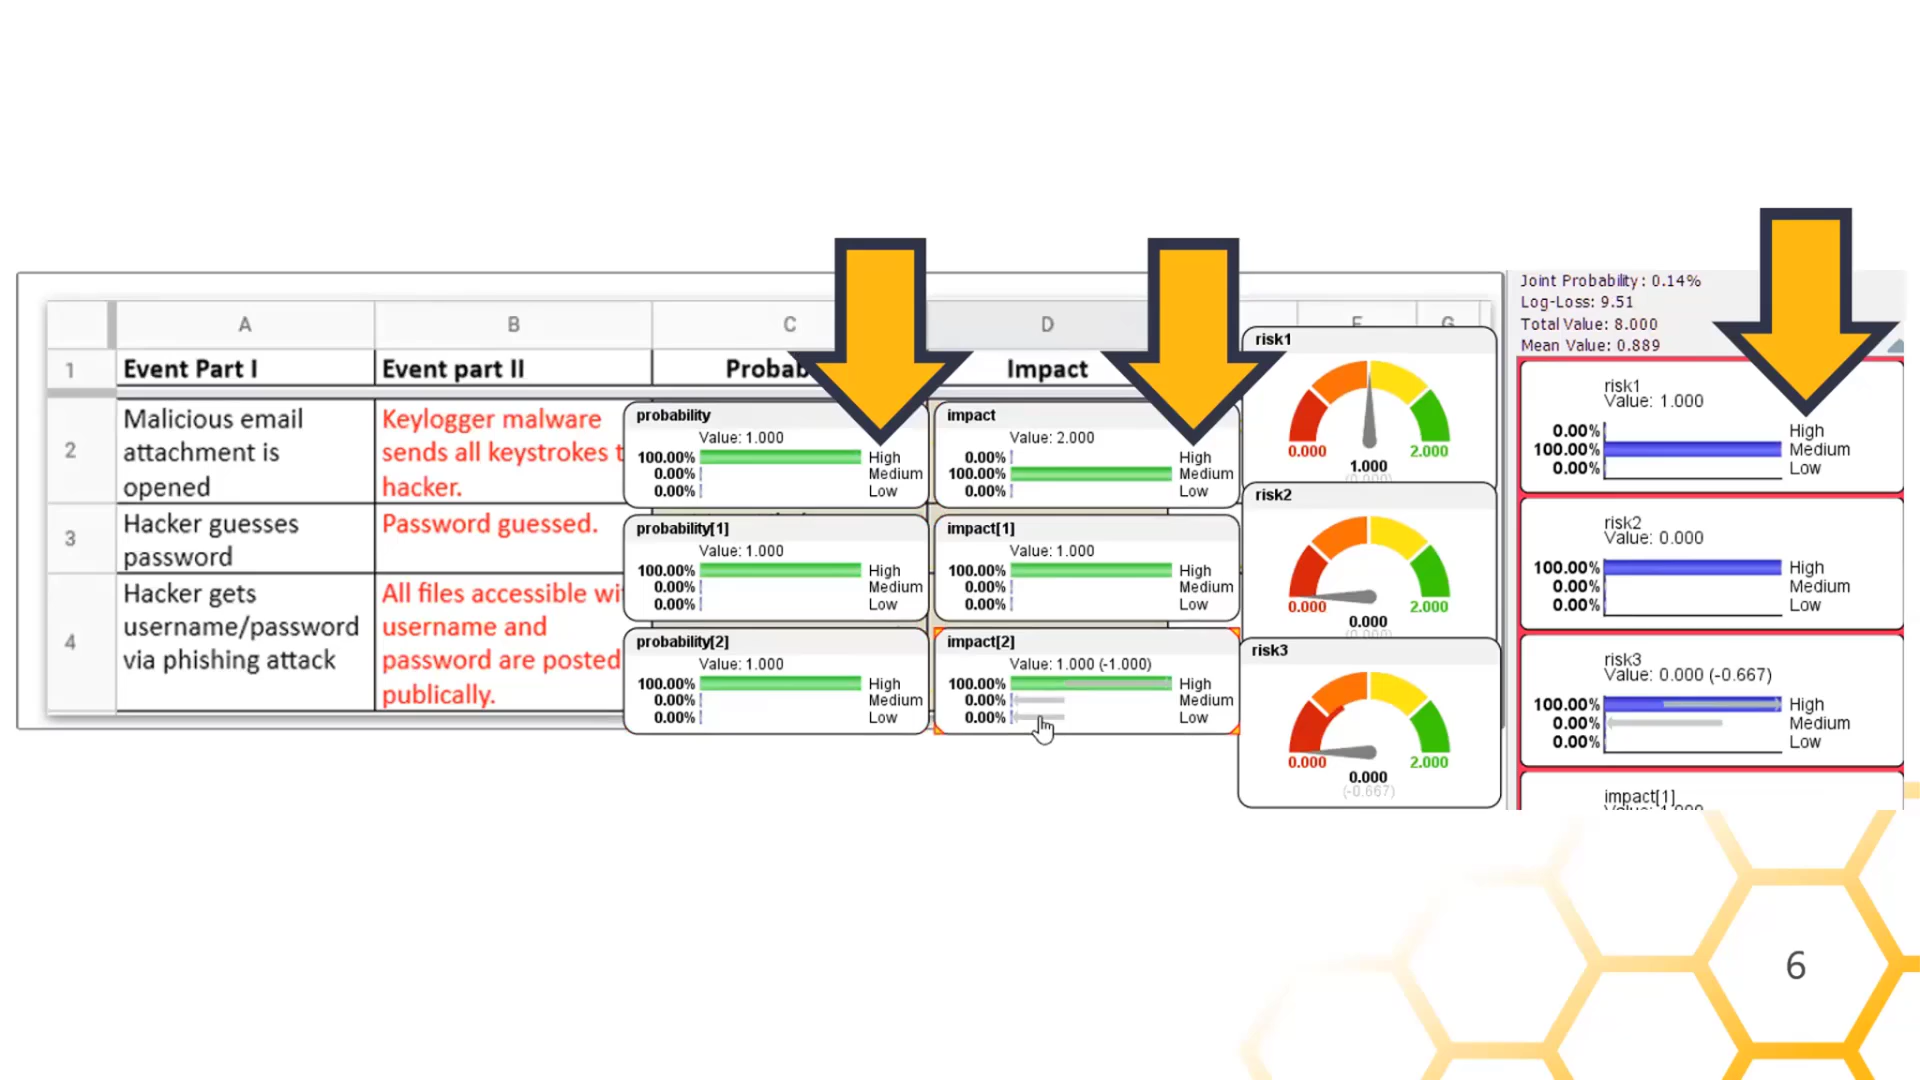 A
B
C
D
1
Event Part I
Event part II
Impact
2
Malicious email
attachment is
opened
Keylogger malware
sends all keystrokes t
hacker.
3
Hacker guesses
password
Password guessed.
4
Hacker gets
username/password
via phishing attack
All files accessible wi
username and
password are posted
publically.
probability
Value: 1.000
100.00% High
0.00% Medium
0.00% Low
probability[1]
Value: 1.000
100.00% High
0.00% Medium
0.00% Low
probability[2]
Value: 1.000
100.00% High
0.00% Medium
0.00% Low
impact
Value: 2.000
0.00% High
100.00% Medium
0.00% Low
impact[1]
Value: 1.000
100.00% High
0.00% Medium
0.00% Low
impact[2]
Value: 1.000 (-1.000)
100.00% High
0.00% Medium
0.00% Low
risk1
0.000 2.000
1.000
risk2
0.000 2.000
0.000
risk3
0.000 2.000
0.000
(-0.667)
Joint Probability: 0.14%
Log-Loss: 9.51
Total Value: 8.000
Mean Value: 0.889
risk1
Value: 1.000
0.00% High
100.00% Medium
0.00% Low
risk2
Value: 0.000
100.00% High
0.00% Medium
0.00% Low
risk3
Value: 0.000 (-0.667)
100.00% High
0.00% Medium
0.00% Low
impact[1]
6